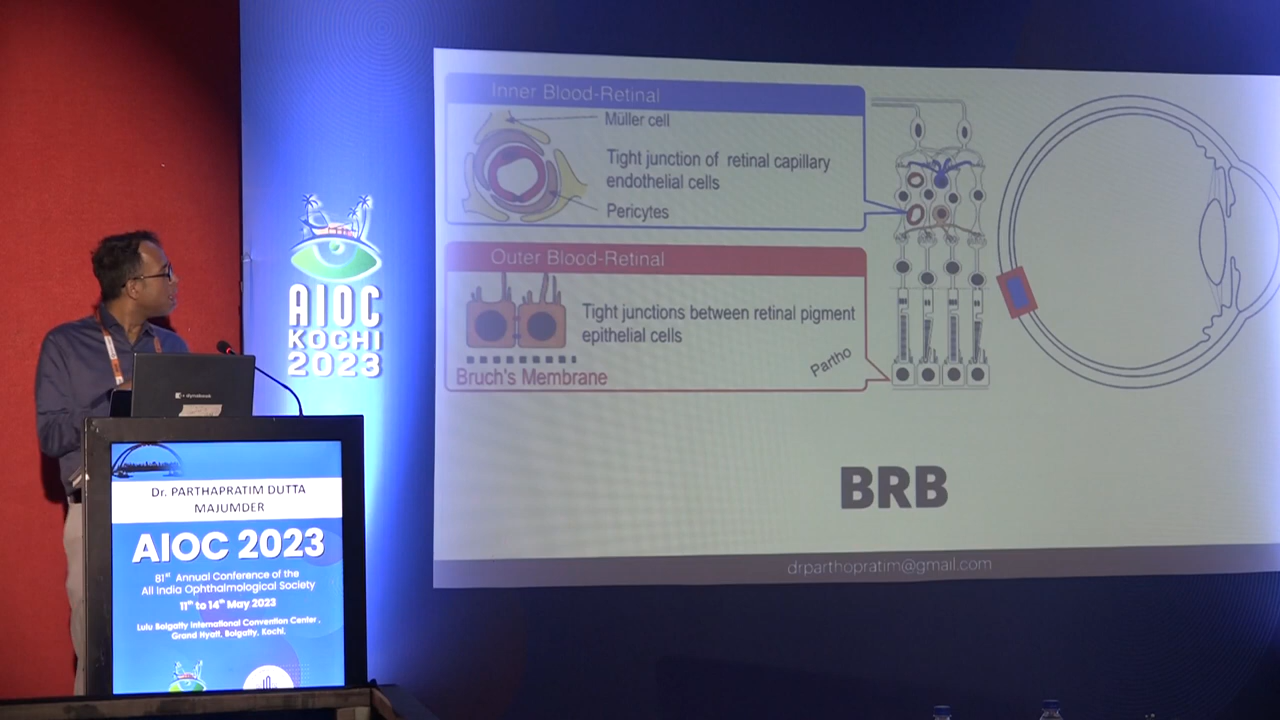 Inner Blood-Retinal
Müller cell
Tight junction of retinal capillary
endothelial cells
Pericytes
Outer Blood-Retinal
Tight junctions between retinal pigment
epithelial cells
Partho
Bruch's Membrane
BRB
drparthopratim@gmail.com
AIOC
KOCHI
2023
Dr. PARTHAPRATIM DUTTA
MAJUMDER
AIOC 2023
81st Annual Conference of the
All India Ophthalmological Society
11th to 14th May 2023
Lulu Bolgatty International Convention Center,
Grand Hyatt, Bolgatty, Kochi.